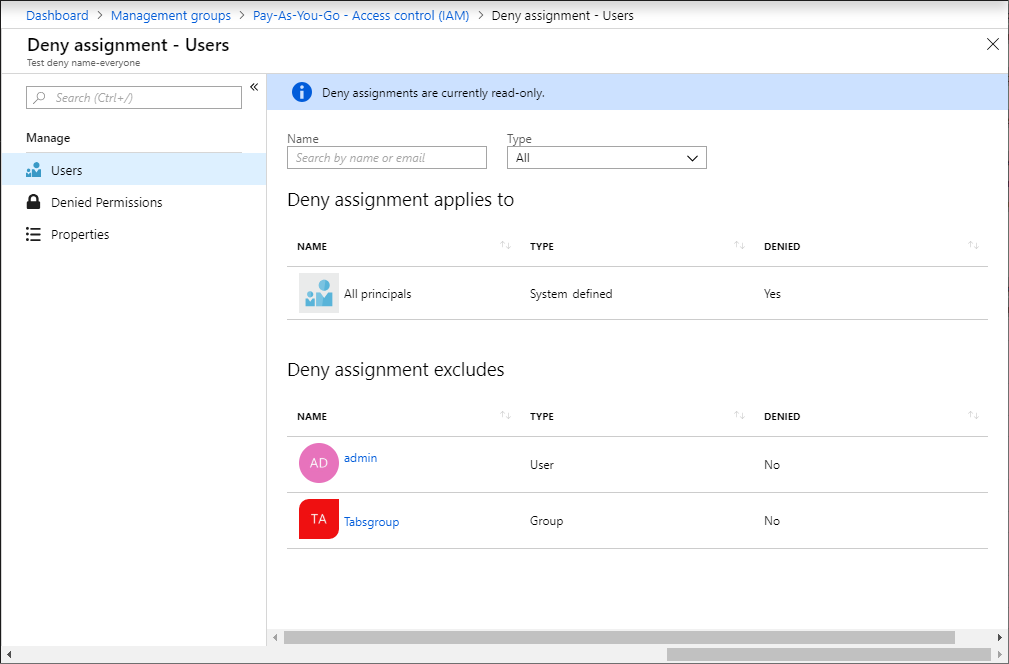 Dashboard > Management groups > Pay-As-You-Go - Access control (IAM) > Deny assignment - Users
Deny assignment - Users
Test deny name-everyone
Search (Ctrl+/)
«
Manage
Users
Denied Permissions
Properties
Deny assignments are currently read-only.
Name Type
Search by name or email All
Deny assignment applies to
NAME TYPE DENIED
All principals System defined Yes
Deny assignment excludes
NAME TYPE DENIED
AD admin User No
TA Tabsgroup Group No